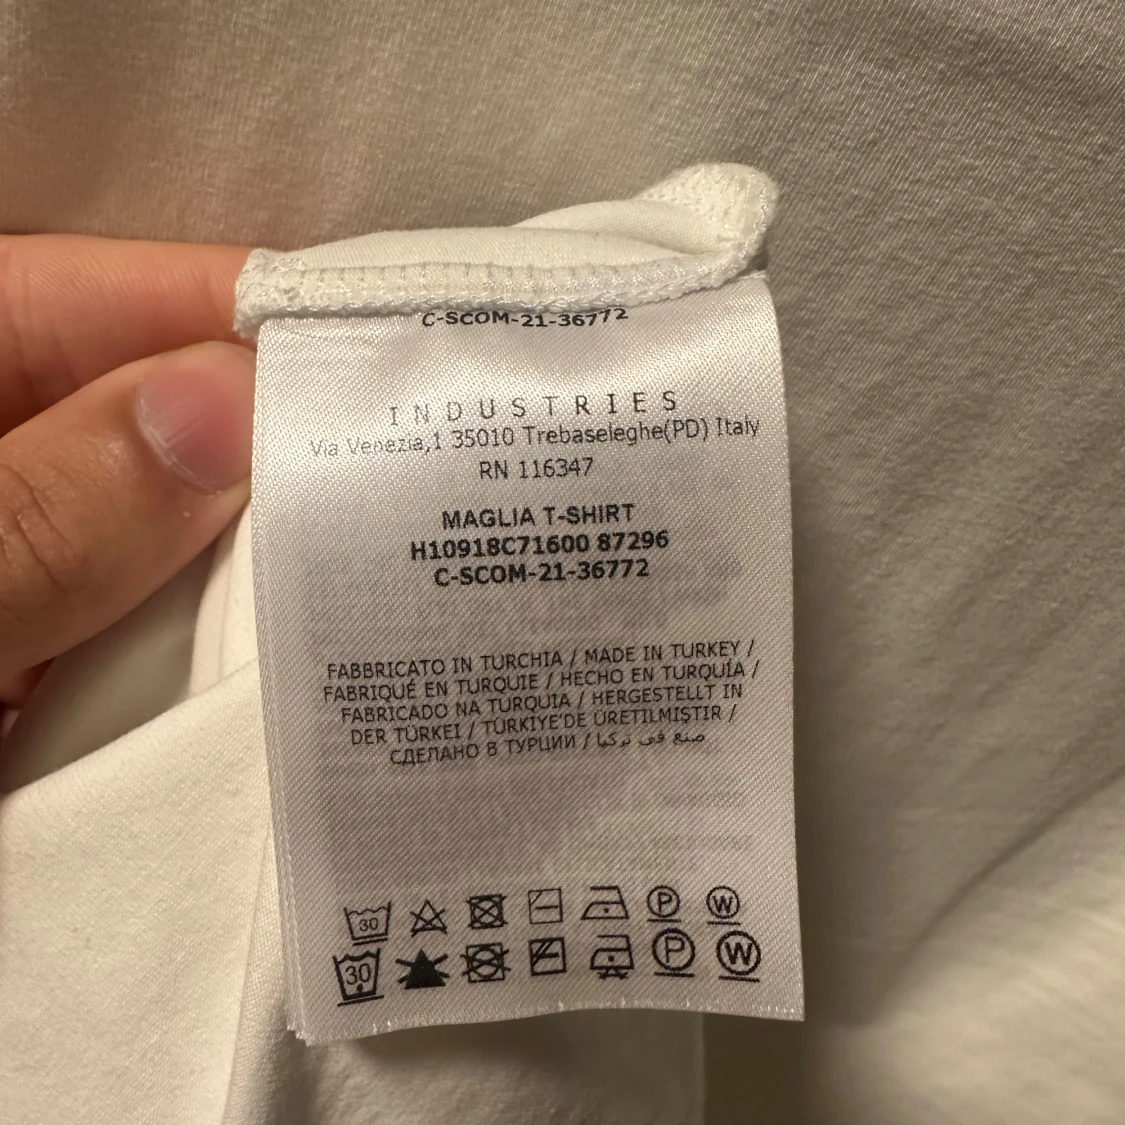 C-SCOM-21-36772
INDUSTRIES
Via Venezia,1 35010 Trebaseleghe(PD) Italy
RN 116347
MAGLIA T-SHIRT
H10918C71600 87296
C-SCOM-21-36772
FABBRICATO IN TURCHIA / MADE IN TURKEY /
FABRIQUÉ EN TURQUIE / HECHO EN TURQUÍA /
FABRICADO NA TURQUIA / HERGESTELLT IN
DER TÜRKEI / TÜRKIYE'DE ÜRETILMIŞTIR /
СДЕЛАНО В ТУРЦИИ / صنع في تركيا
30 P W
30 P W